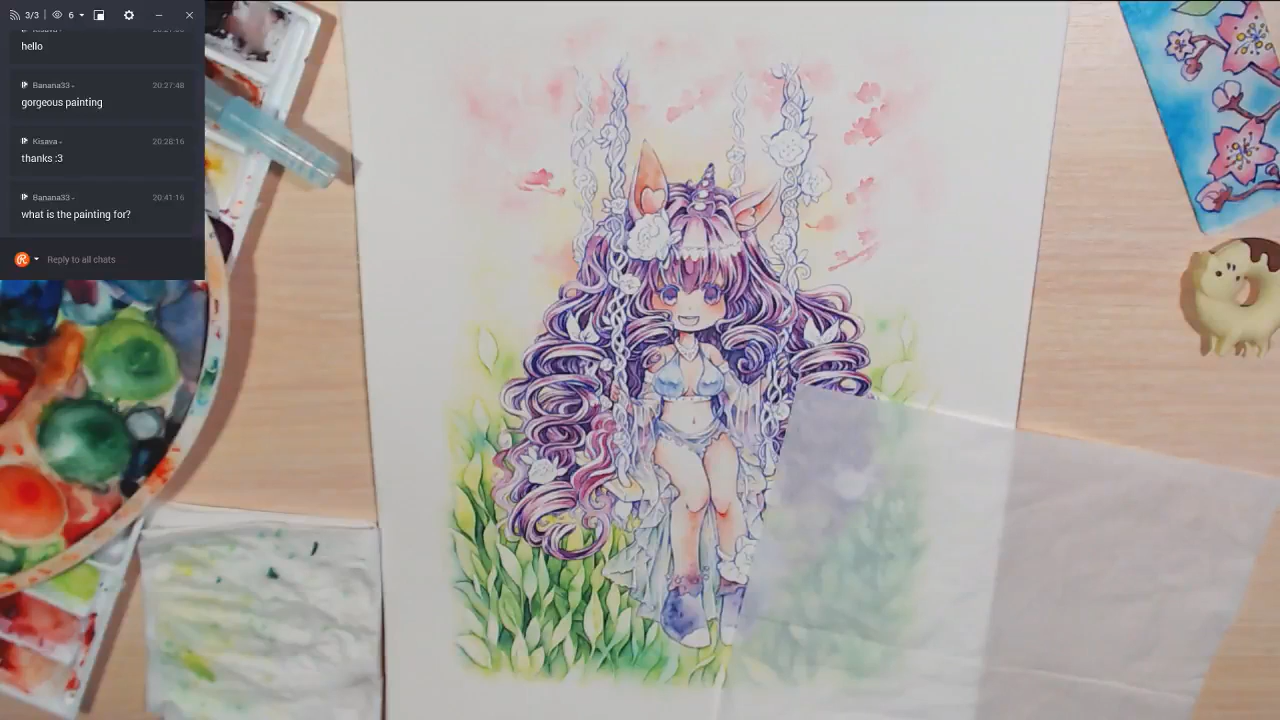 3/3 6
hello
Banana33 20:27:48
gorgeous painting
Kisava 20:28:16
thanks :3
Banana33 20:41:16
what is the painting for?
Reply to all chats